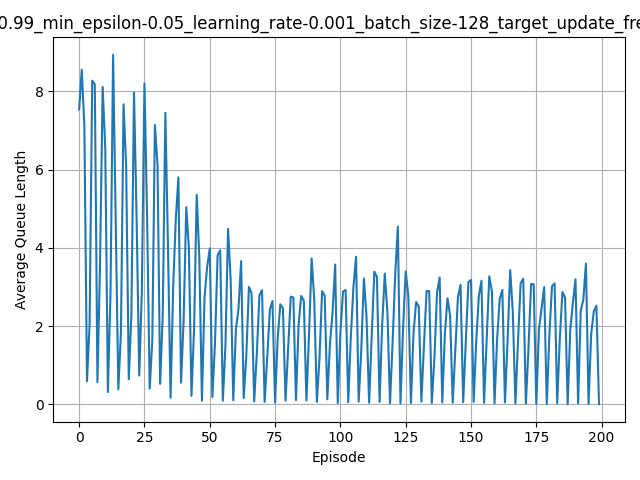 0.99_min_epsilon-0.05_learning_rate-0.001_batch_size-128_target_update_fre
8
6
4
2
0
Average Queue Length
0 25 50 75 100 125 150 175 200
Episode